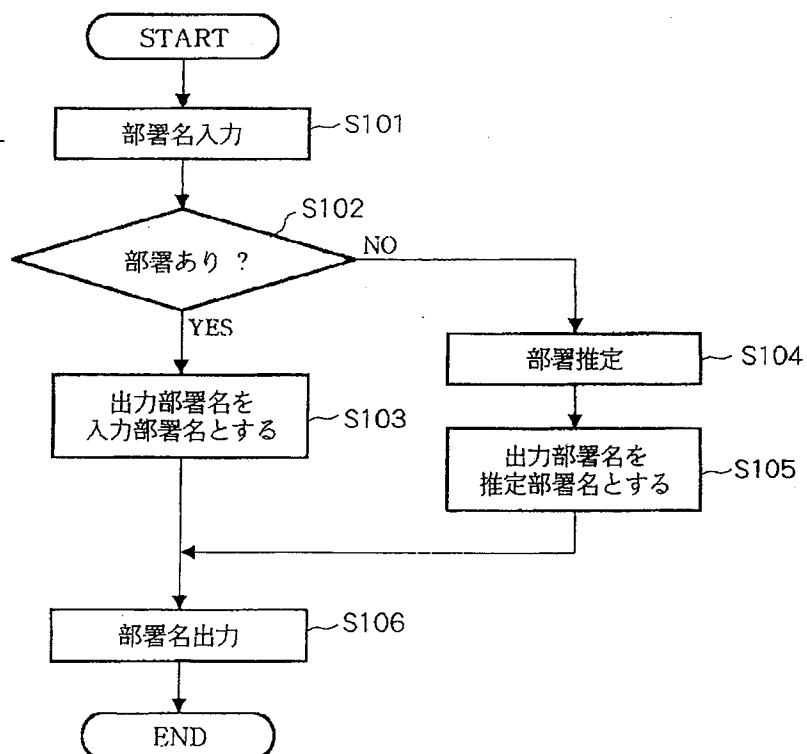 START
部署名入力
S101
S102
部署あり ?
NO
YES
部署推定
S104
出力部署名を
入力部署名とする
S103
出力部署名を
推定部署名とする
S105
部署名出力
S106
END